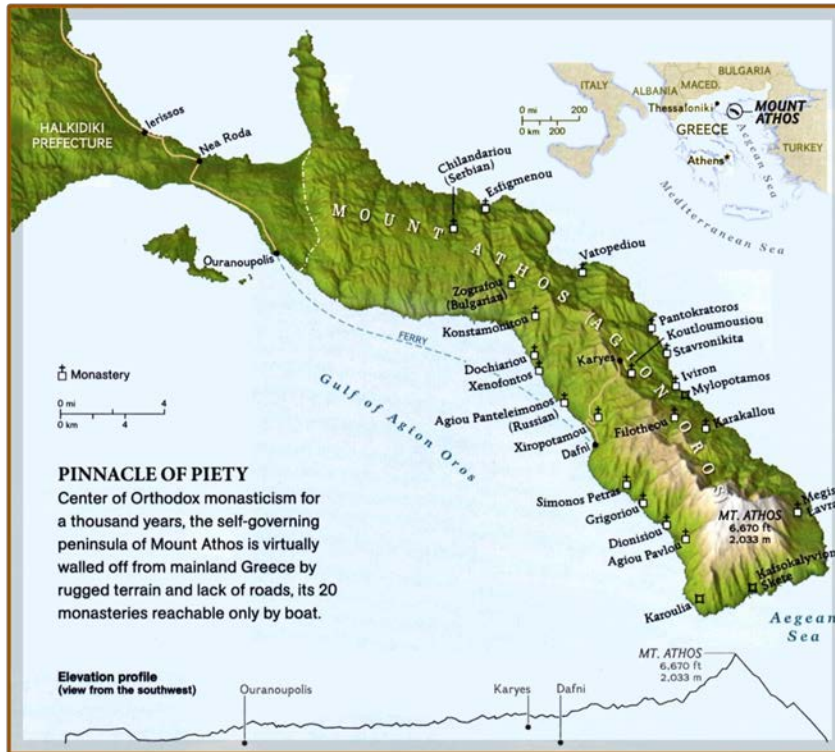 ITALY
ALBANIA
MACED.
BULGARIA
Thessaloniki
MOUNT
ATHOS
GREECE
Aegean Sea
TURKEY
Athens
Mediterranean Sea
0 mi 200
0 km 200
Ierissos
HALKIDIKI
PREFECTURE
Nea Roda
Ouranoupolis
Chilandariou
(Serbian)
Esfigmenou
MOUNT ATHOS (AGION OROS
Vatopediou
Zografou
(Bulgarian)
Konstamonitou
Pantokratoros
Koutloumousiou
Stavronikita
Karyes
FERRY
Dochiariou
Xenofontos
Iviron
Mylopotamos
Agiou Panteleimonos
(Russian)
Filotheou
Karakallou
Xiropotamou
Dafni
Gulf of Agion Oros
Monastery
0 mi 4
0 km 4
Simonos Petras
Grigoriou
Dionisiou
Agiou Pavlou
MT. ATHOS
6,670 ft
2,033 m
Megis
Lavra
Kafsokalyvion
Skete
Karoulia
Aegean
Sea
PINNACLE OF PIETY
Center of Orthodox monasticism for
a thousand years, the self-governing
peninsula of Mount Athos is virtually
walled off from mainland Greece by
rugged terrain and lack of roads, its 20
monasteries reachable only by boat.
Elevation profile
(view from the southwest)
Ouranoupolis
Karyes
Dafni
MT. ATHOS
6,670 ft
2,033 m